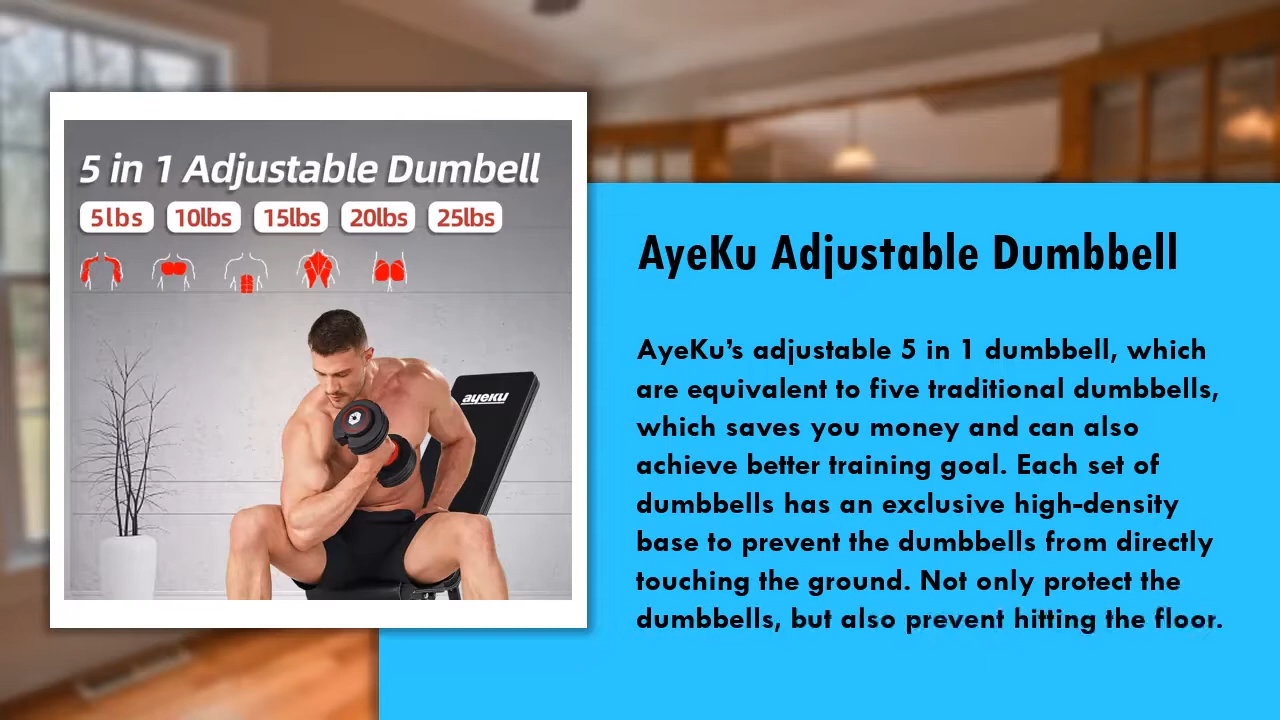 5 in 1 Adjustable Dumbell
5lbs 10lbs 15lbs 20lbs 25lbs
ayeKU
AyeKu Adjustable Dumbbell
AyeKu's adjustable 5 in 1 dumbbell, which
are equivalent to five traditional dumbbells,
which saves you money and can also
achieve better training goal. Each set of
dumbbells has an exclusive high-density
base to prevent the dumbbells from directly
touching the ground. Not only protect the
dumbbells, but also prevent hitting the floor.